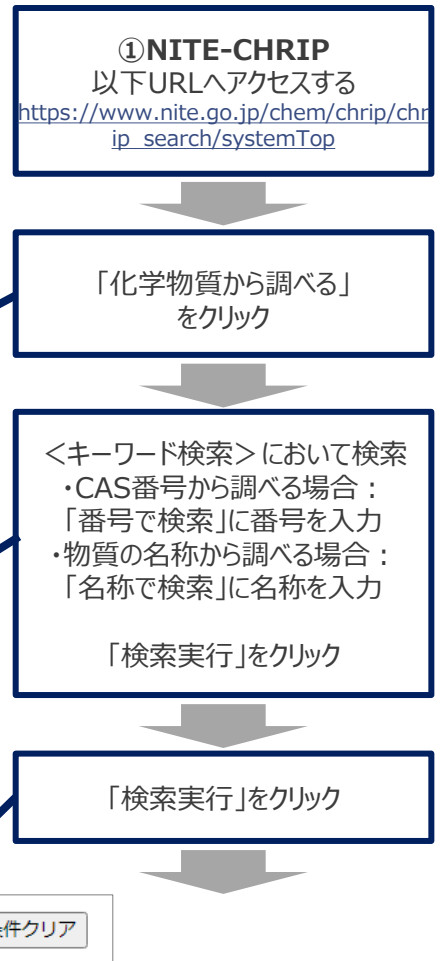 ①NITE-CHRIP
以下URLへアクセスする
https://www.nite.go.jp/chem/chrip/chr
ip_search/systemTop
「化学物質から調べる」
をクリック
＜キーワード検索＞において検索
・CAS番号から調べる場合：
「番号で検索」に番号を入力
・物質の名称から調べる場合：
「名称で検索」に名称を入力
「検索実行」をクリック
「検索実行」をクリック
件クリア